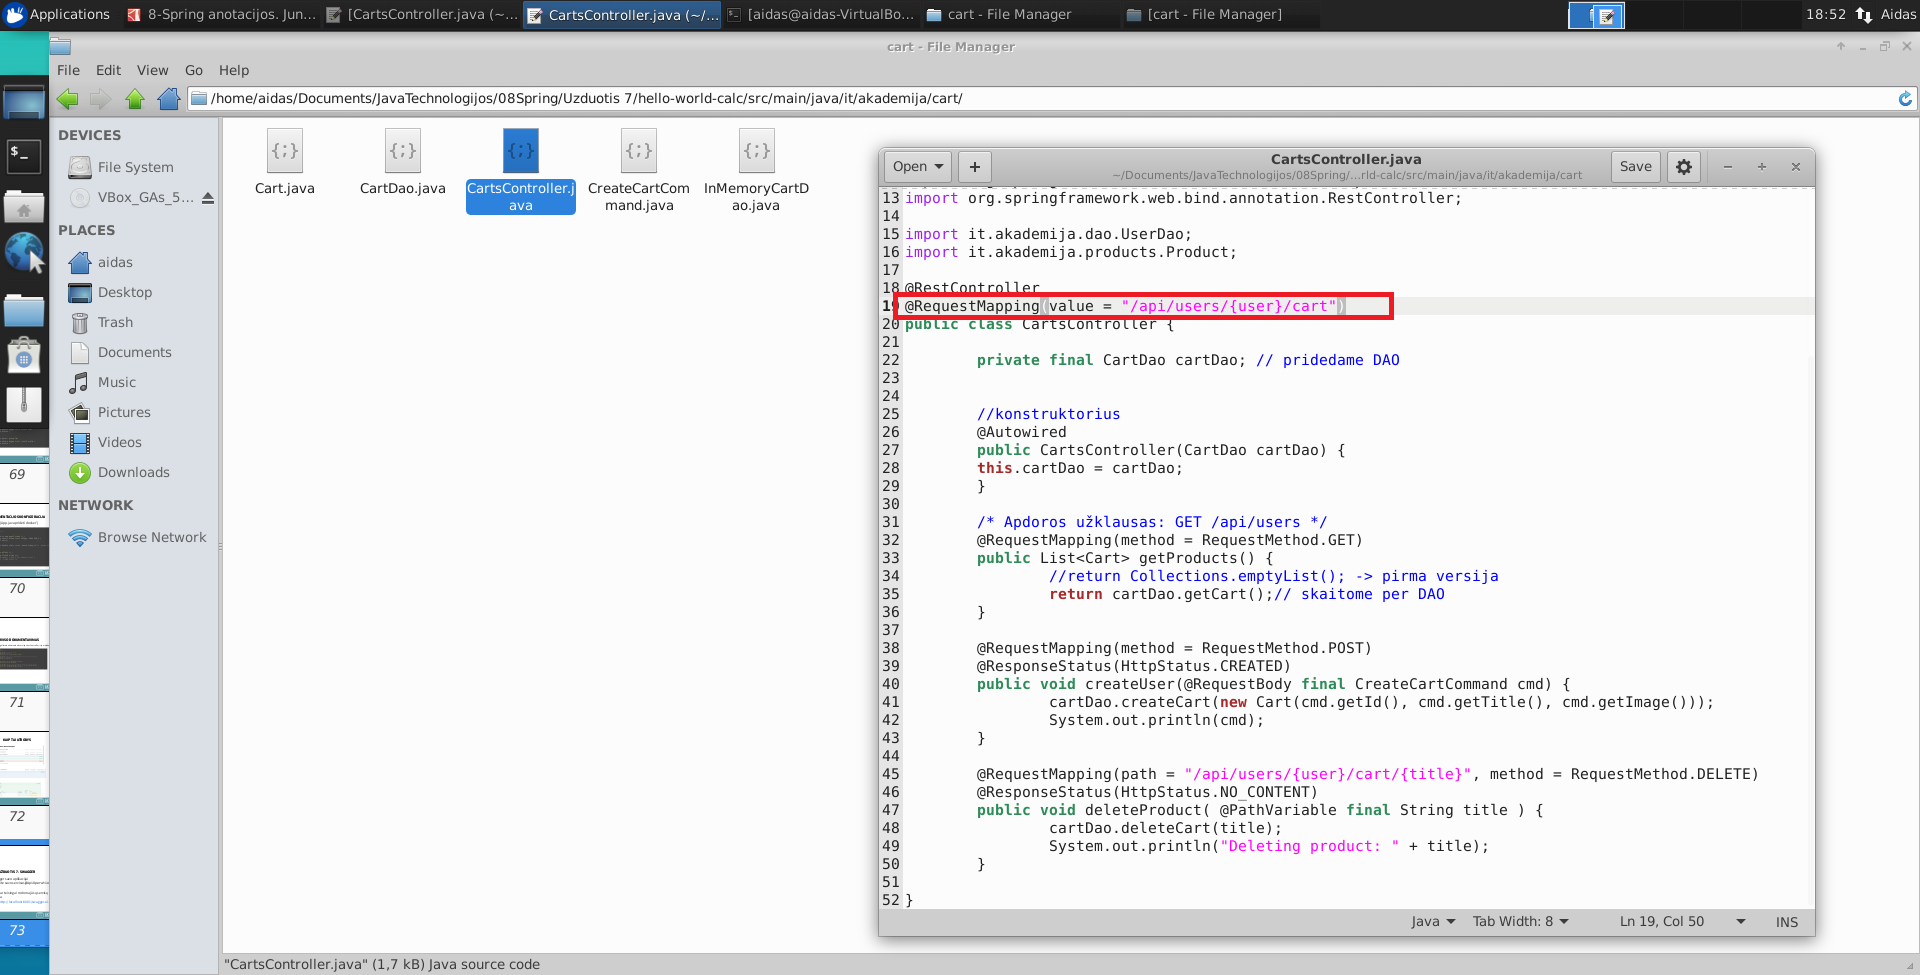 Applications
8-Spring anotacijos. Jun...
[CartsController.java (~...
CartsController.java (~/...
[aidas@aidas-VirtualBo...
cart - File Manager
[cart - File Manager]
18:52
Aidas
cart - File Manager
File Edit View Go Help
/home/aidas/Documents/JavaTechnologijos/08Spring/Uzduotis 7/hello-world-calc/src/main/java/it/akademija/cart/
DEVICES
File System
VBox_GAs_5...
PLACES
aidas
Desktop
Trash
Documents
Music
Pictures
Videos
Downloads
NETWORK
Browse Network
69
70
71
72
73
Cart.java
CartDao.java
CartsController.j
ava
CreateCartCom
mand.java
InMemoryCartD
ao.java
Open
CartsController.java
~/Documents/JavaTechnologijos/08Spring/...rld-calc/src/main/java/it/akademija/cart
Save
13 import org.springframework.web.bind.annotation.RestController;
14
15 import it.akademija.dao.UserDao;
16 import it.akademija.products.Product;
17
18 @RestController
19 @RequestMapping(value = "/api/users/{user}/cart")
20 public class CartsController {
21
22 private final CartDao cartDao; // pridedame DAO
23
24
25 //konstruktorius
26 @Autowired
27 public CartsController(CartDao cartDao) {
28 this.cartDao = cartDao;
29 }
30
31 /* Apdoros užklausas: GET /api/users */
32 @RequestMapping(method = RequestMethod.GET)
33 public List<Cart> getProducts() {
34 //return Collections.emptyList(); -> pirma versija
35 return cartDao.getCart();// skaitome per DAO
36 }
37
38 @RequestMapping(method = RequestMethod.POST)
39 @ResponseStatus(HttpStatus.CREATED)
40 public void createUser(@RequestBody final CreateCartCommand cmd) {
41 cartDao.createCart(new Cart(cmd.getId(), cmd.getTitle(), cmd.getImage()));
42 System.out.println(cmd);
43 }
44
45 @RequestMapping(path = "/api/users/{user}/cart/{title}", method = RequestMethod.DELETE)
46 @ResponseStatus(HttpStatus.NO_CONTENT)
47 public void deleteProduct( @PathVariable final String title ) {
48 cartDao.deleteCart(title);
49 System.out.println("Deleting product: " + title);
50 }
51
52 }
Java Tab Width: 8 Ln 19, Col 50 INS
"CartsController.java" (1,7 kB) Java source code